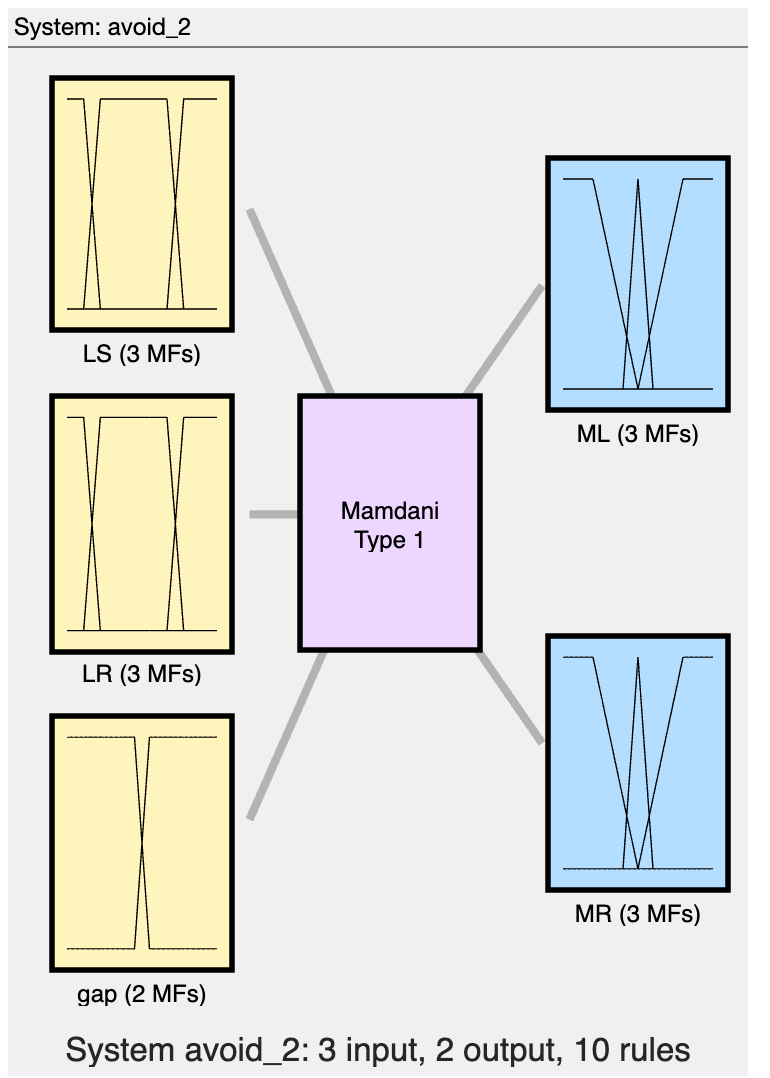 System: avoid_2
LS (3 MFs)
ML (3 MFs)
Mamdani
Type 1
LR (3 MFs)
MR (3 MFs)
gap (2 MFs)
System avoid_2: 3 input, 2 output, 10 rules